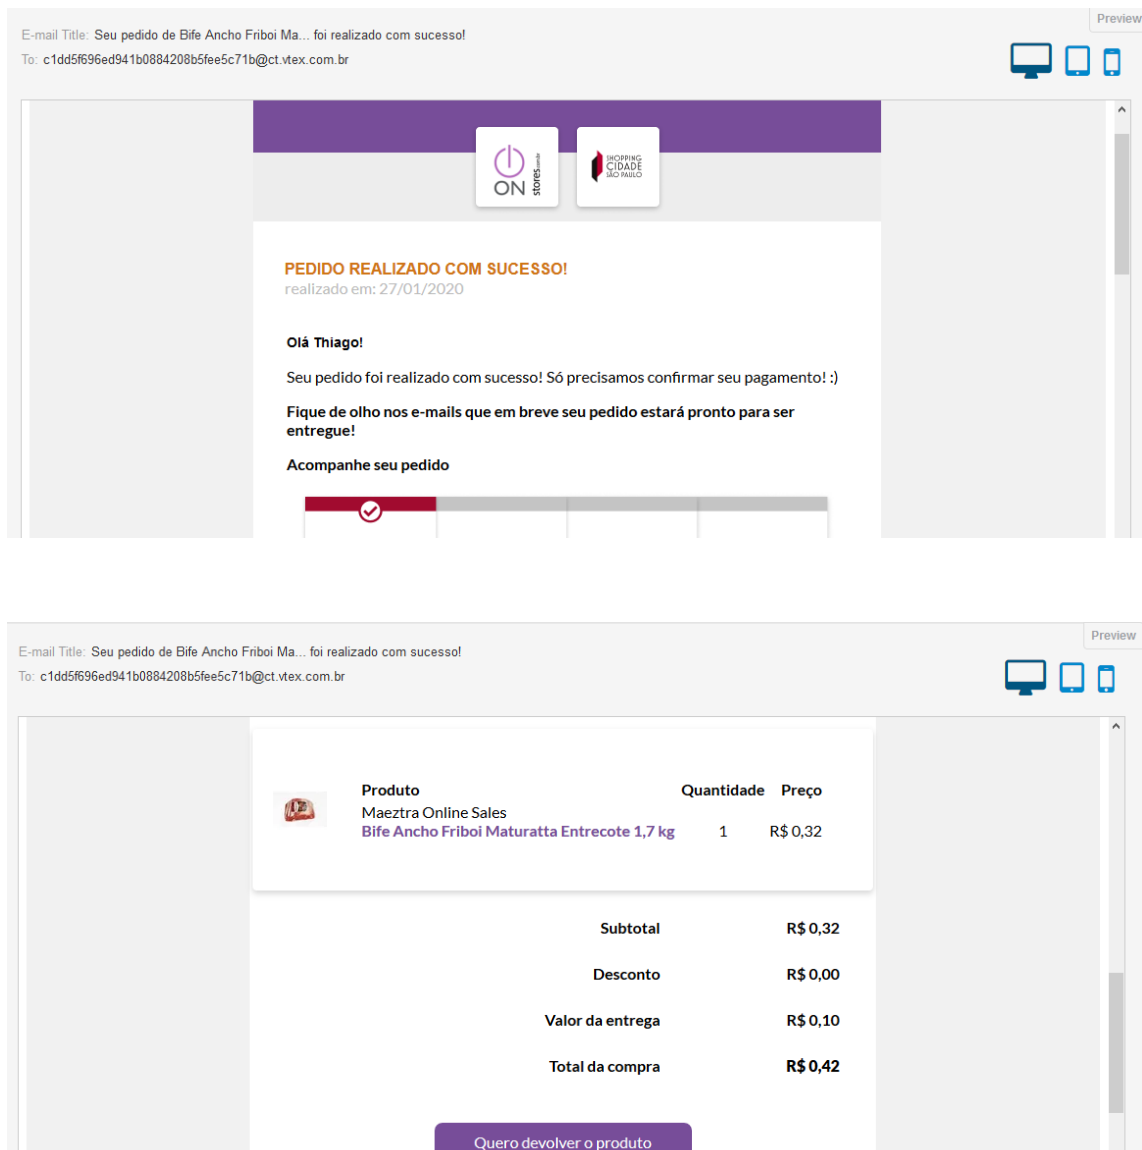 Preview
E-mail Title: Seu pedido de Bife Ancho Friboi Ma... foi realizado com sucesso!
To: c1dd5f696ed941b0884208b5fee5c71b@ct.vtex.com.br
ON
stores.com.br
SHOPPING
CIDADE
SÃO PAULO
PEDIDO REALIZADO COM SUCESSO!
realizado em: 27/01/2020
Olá Thiago!
Seu pedido foi realizado com sucesso! Só precisamos confirmar seu pagamento! :)
Fique de olho nos e-mails que em breve seu pedido estará pronto para ser
entregue!
Acompanhe seu pedido
Preview
E-mail Title: Seu pedido de Bife Ancho Friboi Ma... foi realizado com sucesso!
To: c1dd5f696ed941b0884208b5fee5c71b@ct.vtex.com.br
Produto Quantidade Preço
Maeztra Online Sales
Bife Ancho Friboi Maturatta Entrecote 1,7 kg 1 R$ 0,32
Subtotal R$ 0,32
Desconto R$ 0,00
Valor da entrega R$ 0,10
Total da compra R$ 0,42
Quero devolver o produto